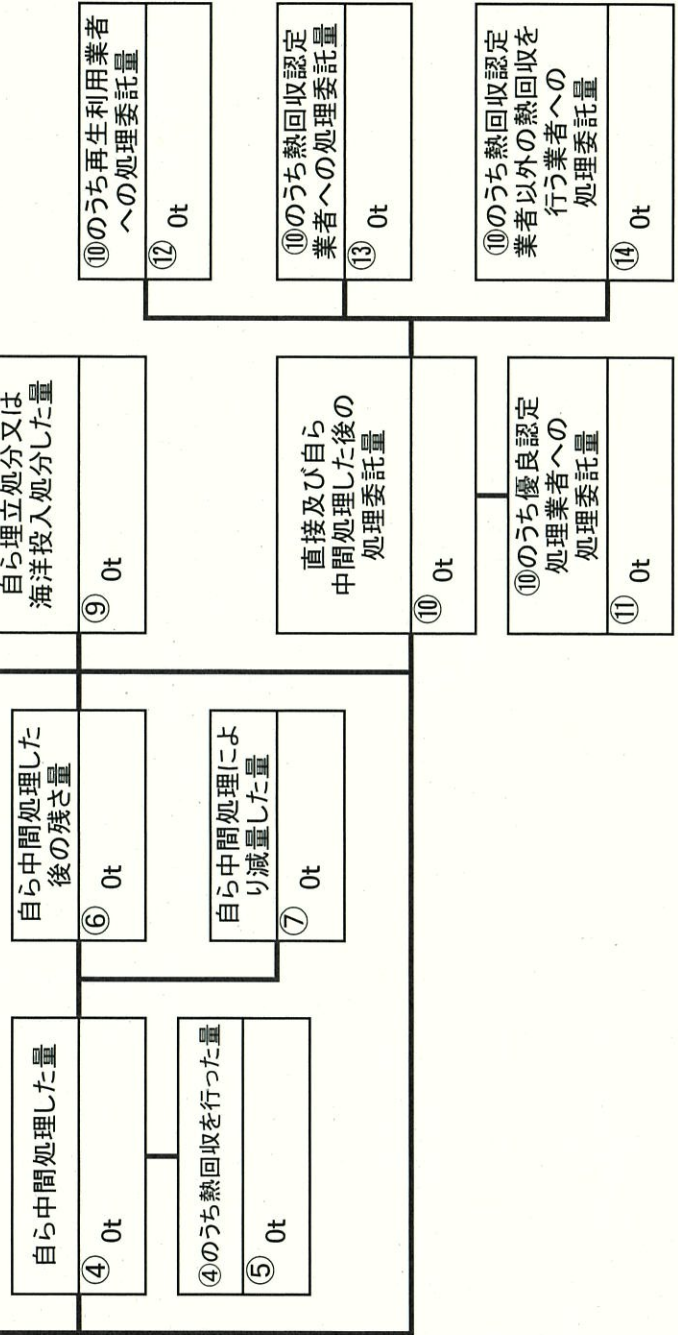 自ら中間処理した量
④ 0t
④のうち熱回収を行った量
⑤ 0t
自ら中間処理した
後の残さ量
⑥ 0t
自ら中間処理によ
り減量した量
⑦ 0t
自ら埋立処分又は
海洋投入処分した量
⑨ 0t
直接及び自ら
中間処理した後の
処理委託量
⑩ 0t
⑩のうち優良認定
処理業者への
処理委託量
⑪ 0t
⑩のうち再生利用業者
への処理委託量
⑫ 0t
⑩のうち熱回収認定
業者への処理委託量
⑬ 0t
⑩のうち熱回収認定
業者以外の熱回収を
行う業者への
処理委託量
⑭ 0t